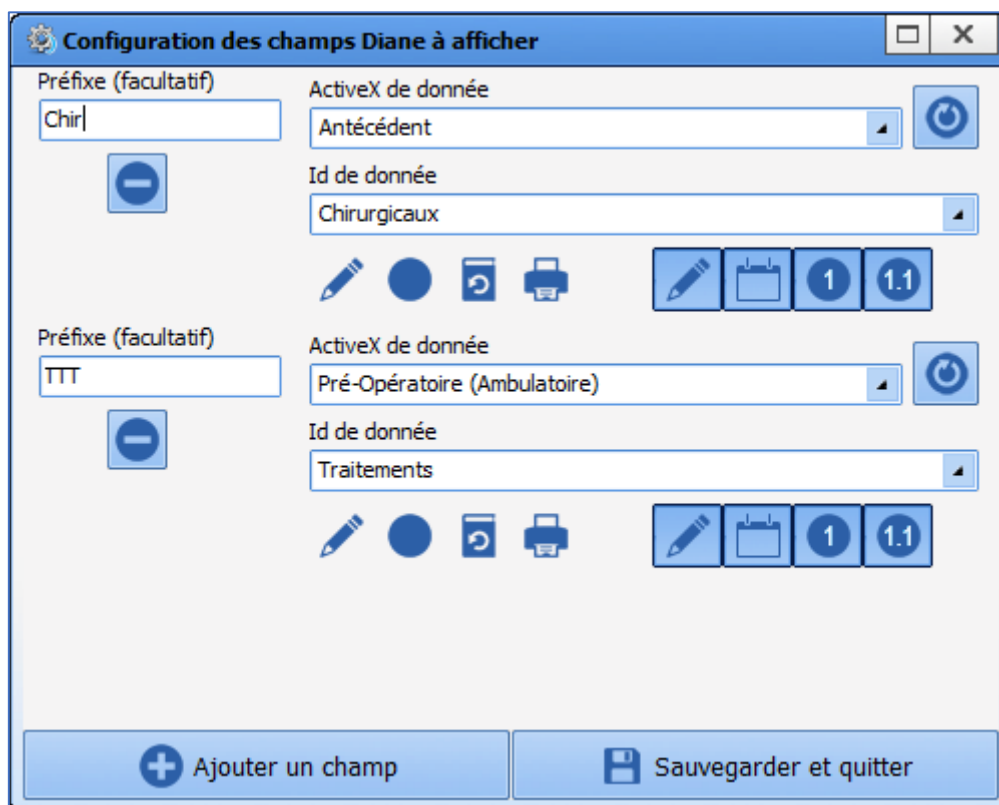 Configuration des champs Diane à afficher
Préfixe (facultatif)
Chir
ActiveX de donnée
Antécédent
Id de donnée
Chirurgicaux
1 1.1
Préfixe (facultatif)
TTT
ActiveX de donnée
Pré-Opératoire (Ambulatoire)
Id de donnée
Traitements
1 1.1
Ajouter un champ
Sauvegarder et quitter